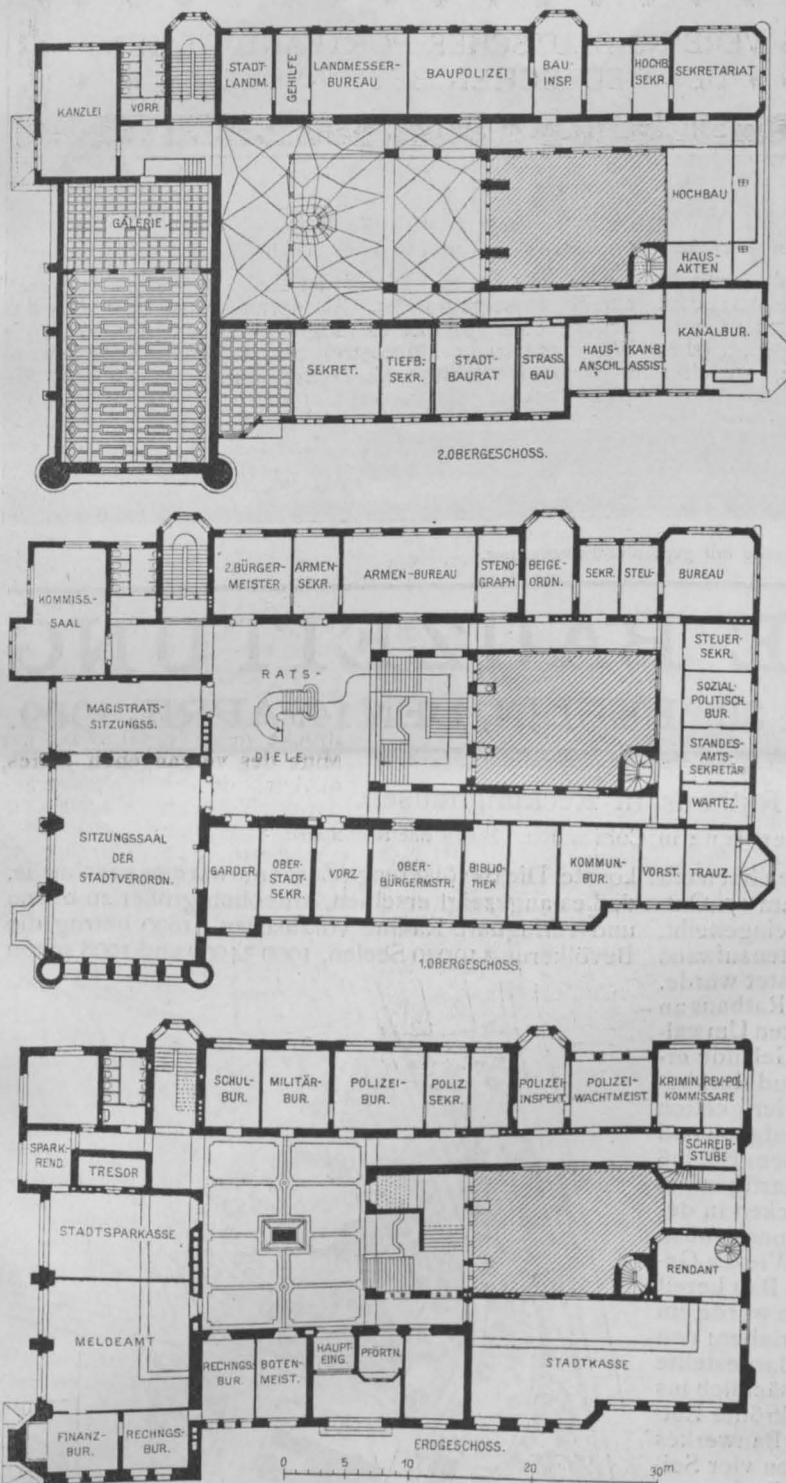 STADT-
LANDM.
GEHILFE
LANDMESSER-
BUREAU
BAUPOLIZEI
BAU-
INSP.
HOCHB.
SEKR.
SEKRETARIAT
KANZLEI
VORR.
GALERIE
HOCHBAU
HAUS-
AKTEN
KANALBUR.
SEKRET.
TIEFB.-
SEKR.
STADT-
BAURAT
STRASS.
BAU
HAUS-
ANSCHL.
KAN.B.
ASSIST.
2.OBERGESCHOSS.
KOMMISS.-
SAAL
2.BÜRGER-
MEISTER
ARMEN-
SEKR.
ARMEN-BUREAU
STENO-
GRAPH
BEIGE-
ORDN.
SEKR.
STEU-
BUREAU
MAGISTRATS-
SITZUNGSS.
RATS-
DIELE
STEUER-
SEKR.
SOZIAL-
POLITISCH.
BUR.
STANDES-
AMTS-
SEKRETÄR
WARTEZ.
SITZUNGSSAAL
DER
STADTVERORDN.
GARDER.
OBER-
STADT-
SEKR.
VORZ.
OBER-
BÜRGERMSTR.
BIBLIO-
THEK
KOMMUN-
BUR.
VORST.
TRAUZ.
1.OBERGESCHOSS.
SCHUL-
BUR.
MILITÄR-
BUR.
POLIZEI-
BUR.
POLIZ.
SEKR.
POLIZEI-
INSPEKT.
POLIZEI-
WACHTMEIST.
KRIMIN.
REV-POL.
KOMMISSARE
SPARK.-
REND.
TRESOR
SCHREIB-
STUBE
STADTSPARKASSE
RENDANT
MELDEAMT
RECHNGS-
BUR.
BOTEN-
MEIST.
HAUPT-
EING.
PFÖRTN.
STADTKASSE
FINANZ-
BUR.
RECHNGS-
BUR.
ERDGESCHOSS.
0 5 10 30m.